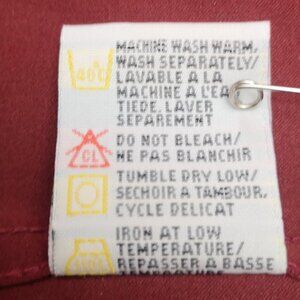 MACHINE WASH WARM,
40°C WASH SEPARATELY/
LAVABLE A LA
MACHINE A L'EAU
TIEDE, LAVER
SEPAREMENT
CL DO NOT BLEACH/
NE PAS BLANCHIR
TUMBLE DRY LOW/
SECHOIR A TAMBOUR,
CYCLE DELICAT
IRON AT LOW
TEMPERATURE/
REPASSER A BASSE
TEMPERATURE